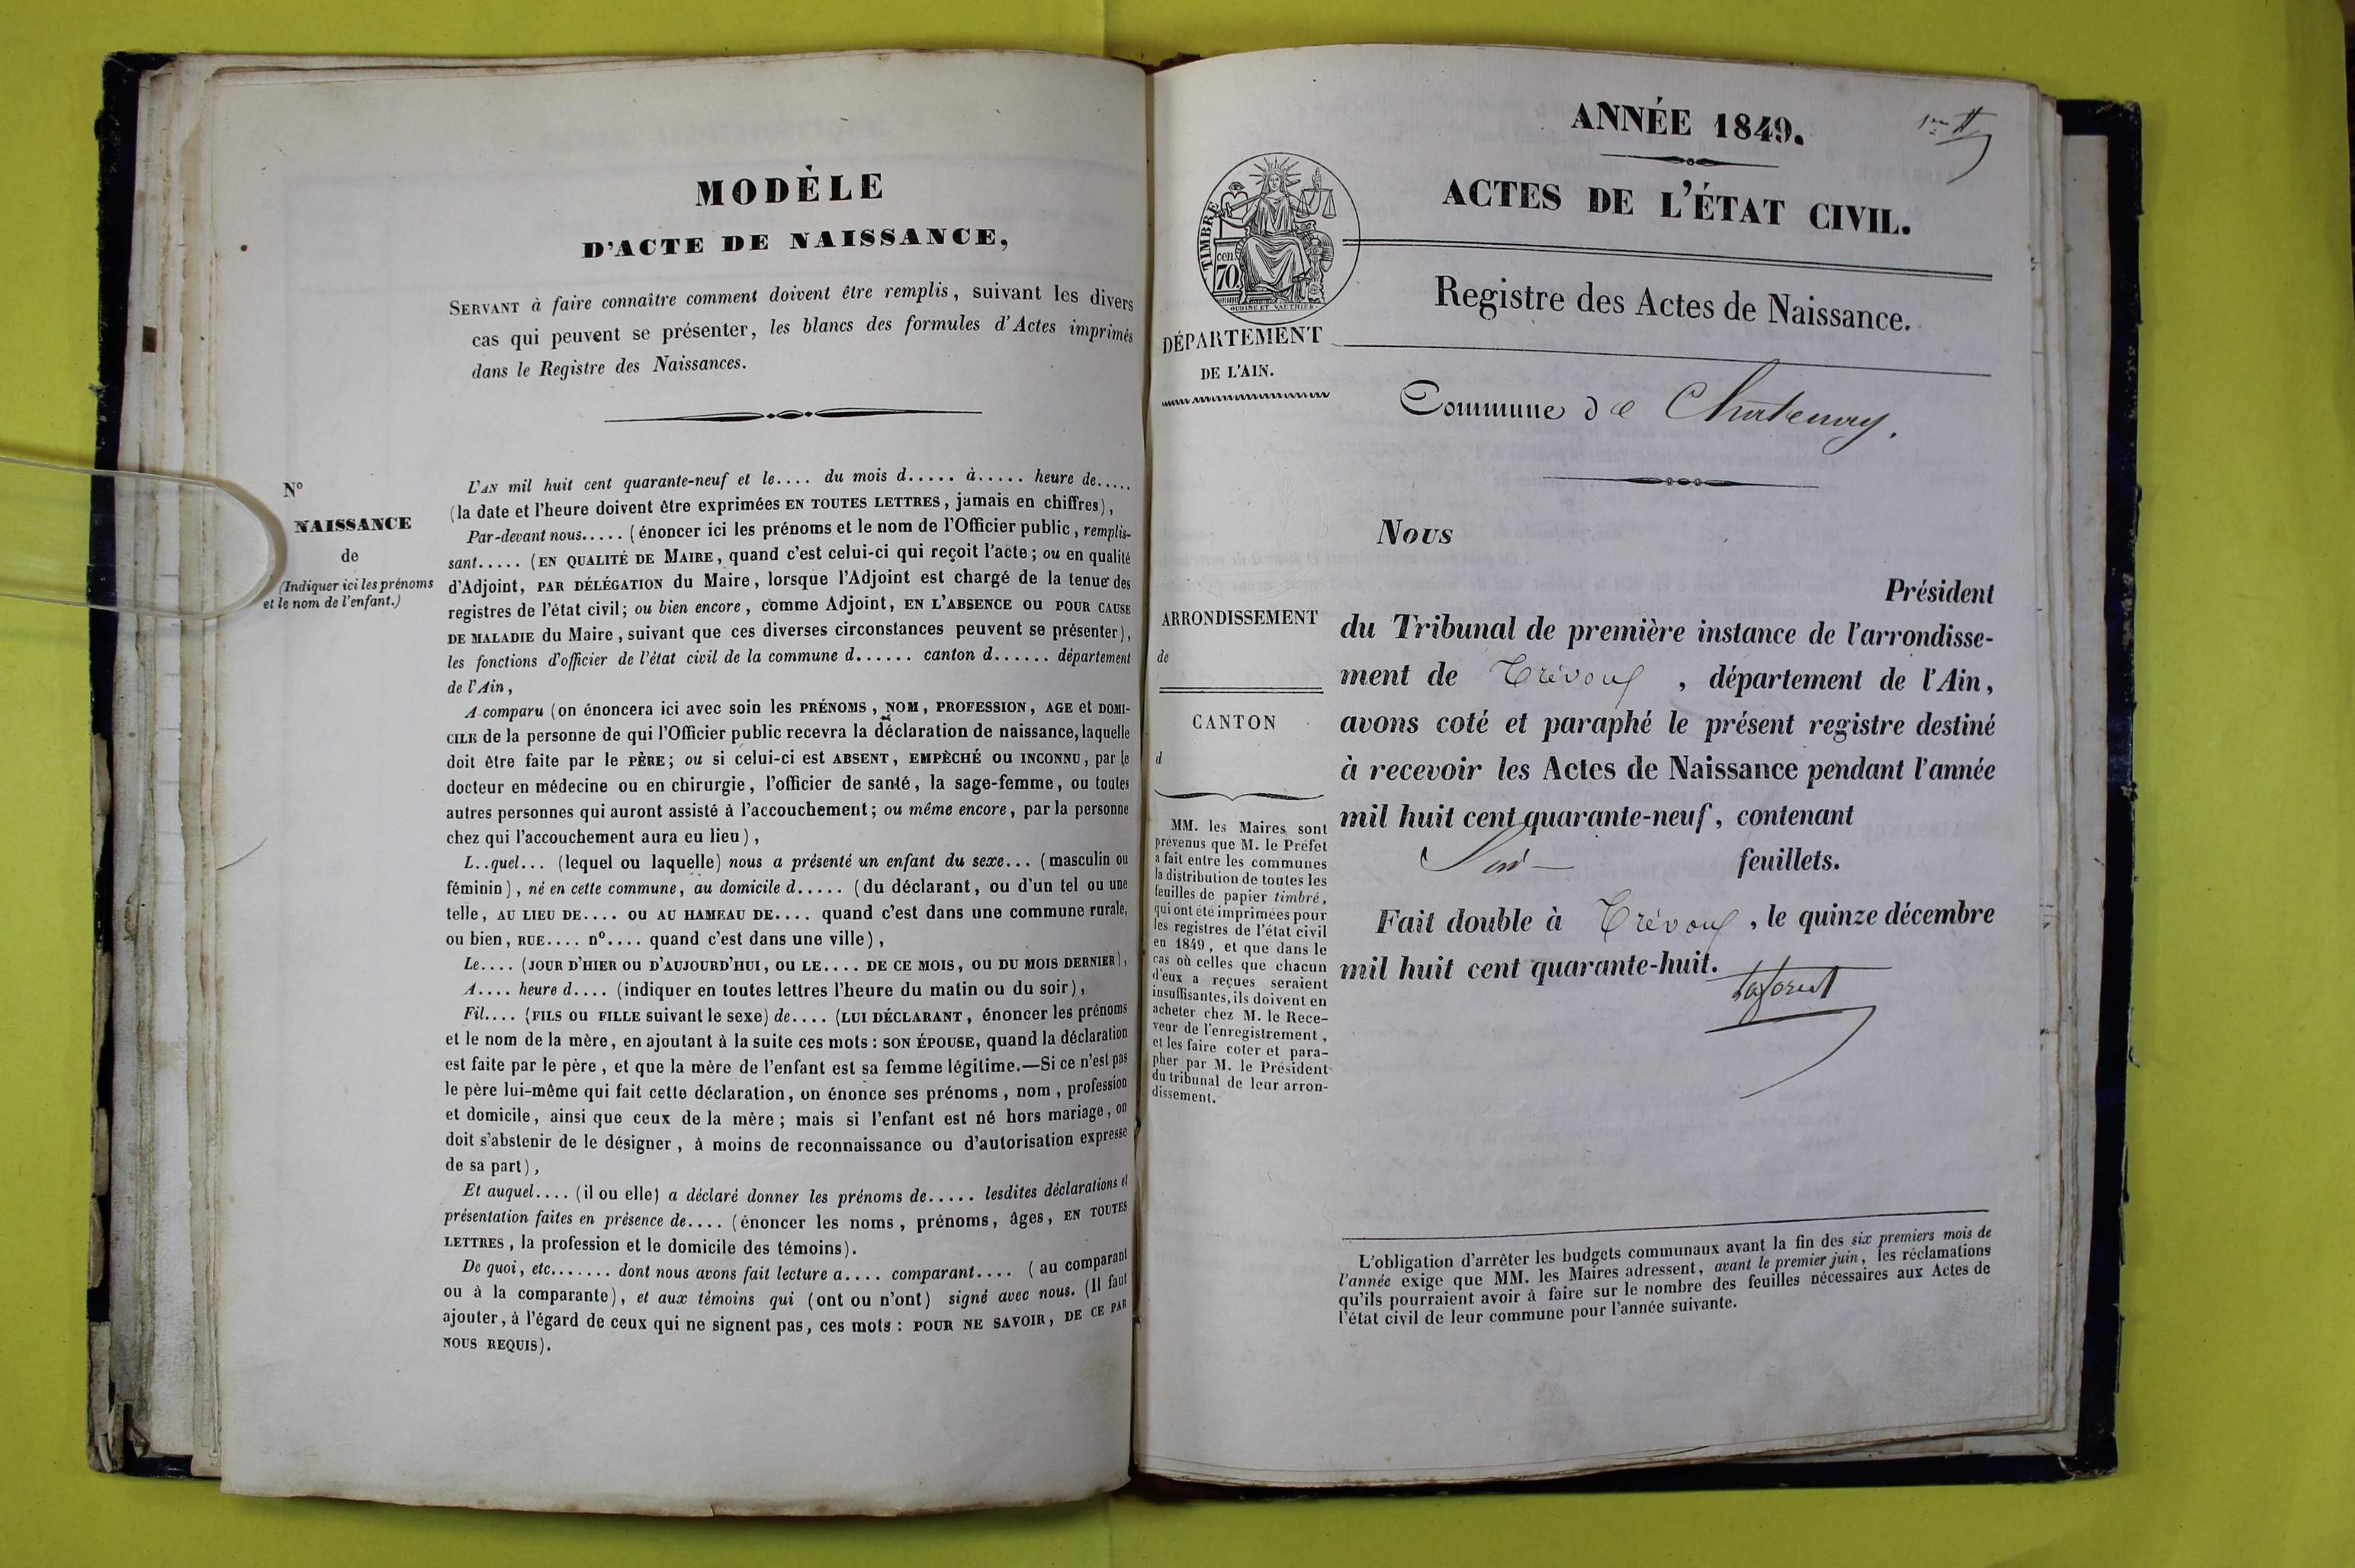 MODÈLE
D'ACTE DE NAISSANCE,
SERVANT à faire connaître comment doivent être remplis, suivant les divers
cas qui peuvent se présenter, les blancs des formules d'Actes imprimés
dans le Registre des Naissances.
N°
NAISSANCE
de
(Indiquer ici les prénoms
et le nom de l'enfant.)
L'AN mil huit cent quarante-neuf et le.... du mois d..... à..... heure de.....
(la date et l'heure doivent être exprimées EN TOUTES LETTRES, jamais en chiffres),
Par-devant nous..... (énoncer ici les prénoms et le nom de l'Officier public, remplis-
sant..... (EN QUALITÉ DE MAIRE, quand c'est celui-ci qui reçoit l'acte; ou en qualité
d'Adjoint, PAR DÉLÉGATION du Maire, lorsque l'Adjoint est chargé de la tenue des
registres de l'état civil; ou bien encore, comme Adjoint, EN L'ABSENCE OU POUR CAUSE
DE MALADIE du Maire, suivant que ces diverses circonstances peuvent se présenter),
les fonctions d'officier de l'état civil de la commune d...... canton d...... département
de l'Ain,
A comparu (on énoncera ici avec soin les PRÉNOMS, NOM, PROFESSION, AGE et DOMI-
CILE de la personne de qui l'Officier public recevra la déclaration de naissance, laquelle
doit être faite par le PÈRE; ou si celui-ci est ABSENT, EMPÈCHÉ OU INCONNU, par le
docteur en médecine ou en chirurgie, l'officier de santé, la sage-femme, ou toutes
autres personnes qui auront assisté à l'accouchement; ou même encore, par la personne
chez qui l'accouchement aura eu lieu),
L..quel... (lequel ou laquelle) nous a présenté un enfant du sexe... (masculin ou
féminin), né en cette commune, au domicile d..... (du déclarant, ou d'un tel ou une
telle, AU LIEU DE.... OU AU HAMEAU DE.... quand c'est dans une commune rurale,
ou bien, RUE.... n°.... quand c'est dans une ville),
Le.... (JOUR D'HIER OU D'AUJOURD'HUI, OU LE.... DE CE MOIS, OU DU MOIS DERNIER),
A.... heure d.... (indiquer en toutes lettres l'heure du matin ou du soir),
Fil.... (FILS ou FILLE suivant le sexe) de.... (LUI DÉCLARANT, énoncer les prénoms
et le nom de la mère, en ajoutant à la suite ces mots: SON ÉPOUSE, quand la déclaration
est faite par le père, et que la mère de l'enfant est sa femme légitime.—Si ce n'est pas
le père lui-même qui fait cette déclaration, on énonce ses prénoms, nom, profession
et domicile, ainsi que ceux de la mère; mais si l'enfant est né hors mariage, on
doit s'abstenir de le désigner, à moins de reconnaissance ou d'autorisation expresse
de sa part),
Et auquel.... (il ou elle) a déclaré donner les prénoms de..... lesdites déclarations et
présentation faites en présence de.... (énoncer les noms, prénoms, âges, EN TOUTES
LETTRES, la profession et le domicile des témoins).
De quoi, etc....... dont nous avons fait lecture a.... comparant.... (au comparant
ou à la comparante), et aux témoins qui (ont ou n'ont) signé avec nous. (Il faut
ajouter, à l'égard de ceux qui ne signent pas, ces mots: POUR NE SAVOIR, DE CE PAR
NOUS REQUIS).
ANNÉE 1849.
ACTES DE L'ÉTAT CIVIL.
TIMBRE
cen.
70
OUDINE ET VAUTHIER
Registre des Actes de Naissance.
DÉPARTEMENT
DE L'AIN.
Commune de Chatenay.
Nous
Président
du Tribunal de première instance de l'arrondisse-
ment de Trévoux, département de l'Ain,
avons coté et paraphé le présent registre destiné
à recevoir les Actes de Naissance pendant l'année
mil huit cent quarante-neuf, contenant
feuillets.
Fait double à Trévoux, le quinze décembre
mil huit cent quarante-huit.
ARRONDISSEMENT
de
CANTON
d
MM. les Maires sont
prévenus que M. le Préfet
a fait entre les communes
la distribution de toutes les
feuilles de papier timbré,
qui ont été imprimées pour
les registres de l'état civil
en 1849, et que dans le
cas où celles que chacun
d'eux a reçues seraient
insuffisantes, ils doivent en
acheter chez M. le Rece-
veur de l'enregistrement,
et les faire coter et para-
pher par M. le Président
du tribunal de leur arron-
dissement.
L'obligation d'arrêter les budgets communaux avant la fin des six premiers mois de
l'année exige que MM. les Maires adressent, avant le premier juin, les réclamations
qu'ils pourraient avoir à faire sur le nombre des feuilles nécessaires aux Actes de
l'état civil de leur commune pour l'année suivante.